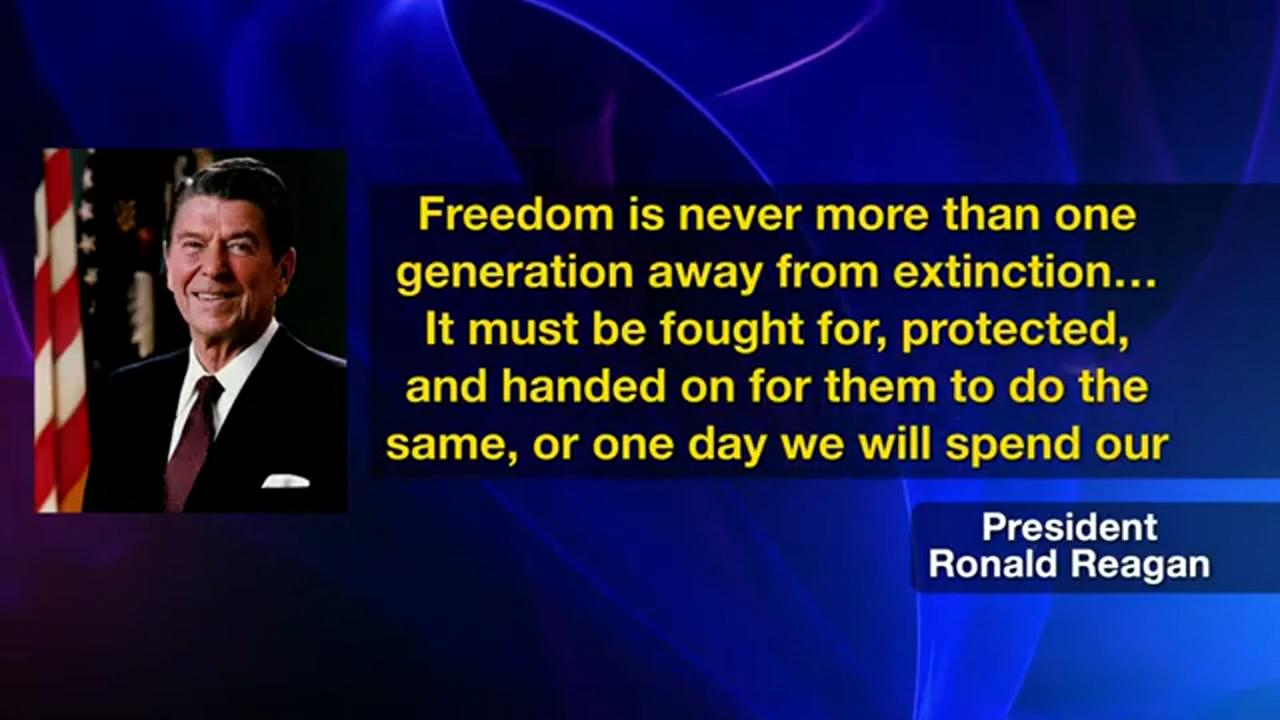 Freedom is never more than one
generation away from extinction…
It must be fought for, protected,
and handed on for them to do the
same, or one day we will spend our
President
Ronald Reagan